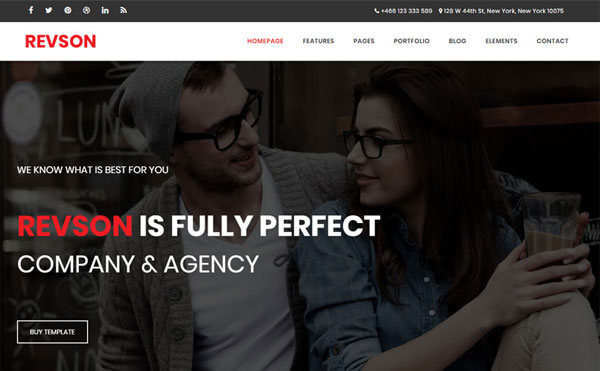 +466 123 333 589 128 W 44th St, New York, New York 10075
REVSON
HOMEPAGE FEATURES PAGES PORTFOLIO BLOG ELEMENTS CONTACT
WE KNOW WHAT IS BEST FOR YOU
REVSON IS FULLY PERFECT
COMPANY & AGENCY
BUY TEMPLATE